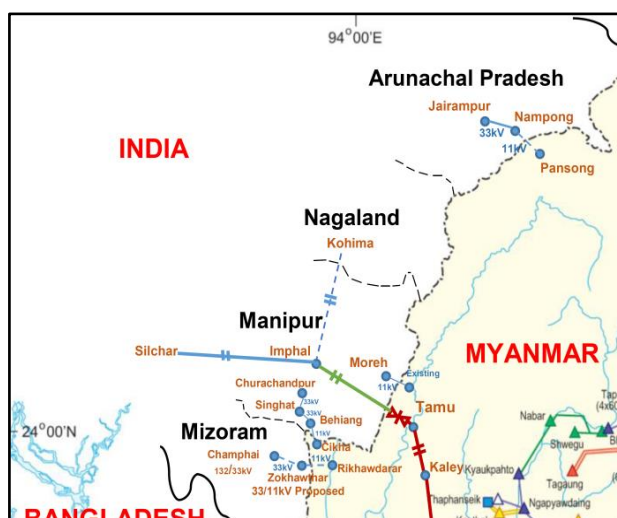 94°00'E
Arunachal Pradesh
Jairampur
Nampong
33kV
11kV
Pansong
INDIA
Nagaland
Kohima
Manipur
Silchar
Imphal
Moreh
Existing
11kV
MYANMAR
Churachandpur
33kV
Singhat
33kV
Behiang
11kV
Tamu
Nabar
Shwegu
24°00'N
Mizoram
Cikha
11kV
Champhai
132/33kV
33kV
Zokhawthar
Rikhawdarar
33/11kV Proposed
Kaley
Kyaukpahto
Tagaung
Thaphanseik
Ngapyawdaing
BANGLADESH